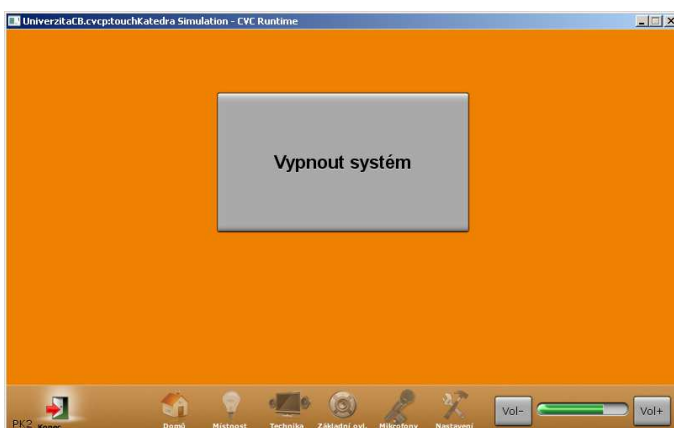 UniverzitaCB.cvcp:touchKatedra Simulation - CVC Runtime
Vypnout systém
PK2 Konec Domů Místnost Technika Základní ovl. Mikrofony Nastavení Vol- Vol+